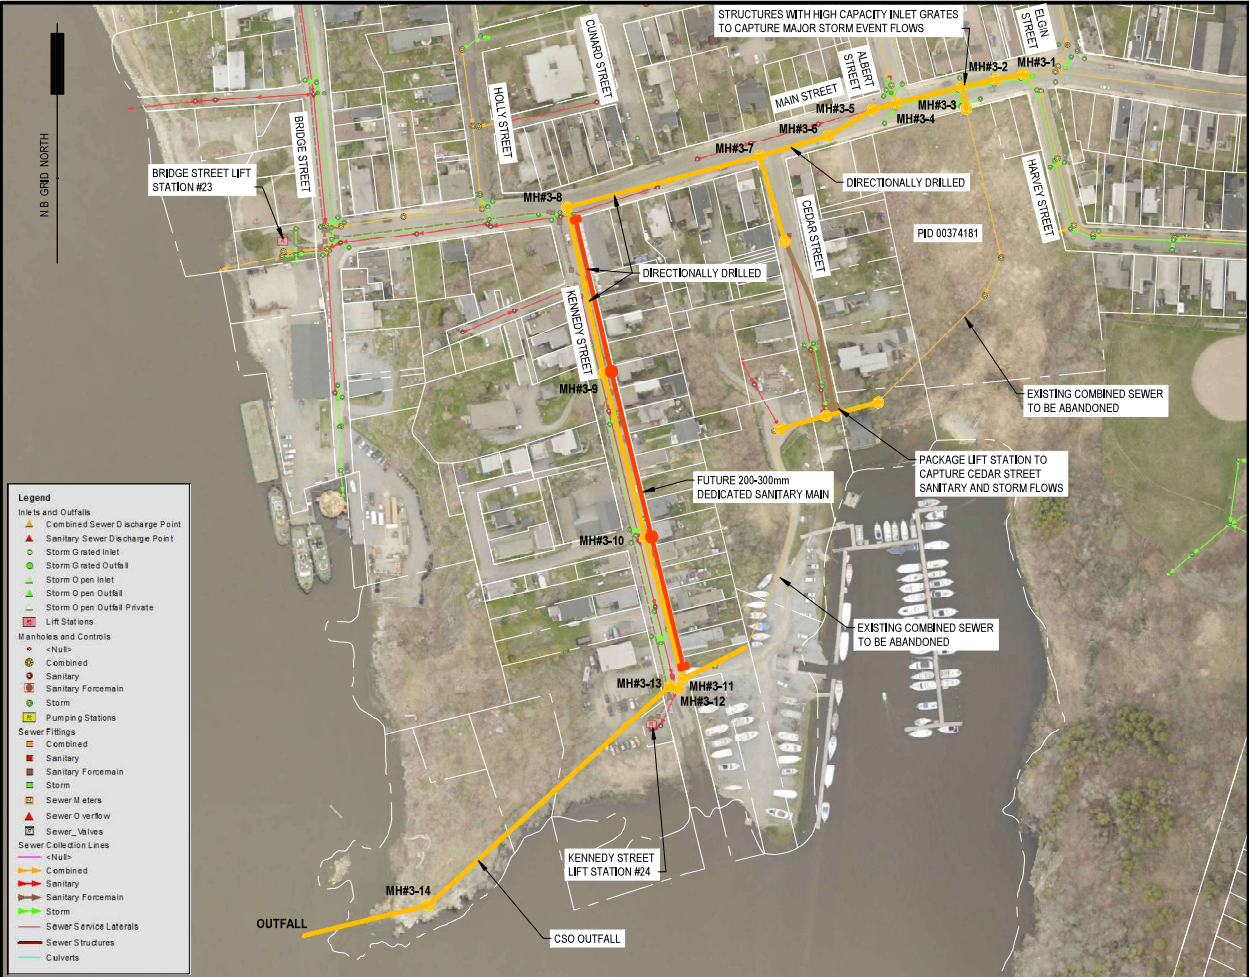 STRUCTURES WITH HIGH CAPACITY INLET GRATES
TO CAPTURE MAJOR STORM EVENT FLOWS
ELGIN
STREET
CUNARD STREET
ALBERT
STREET
MH#3-1
MH#3-2
MAIN STREET
MH#3-3
MH#3-5
MH#3-4
HOLLY STREET
BRIDGE STREET
MH#3-6
MH#3-7
NB GRID NORTH
BRIDGE STREET LIFT
STATION #23
DIRECTIONALLY DRILLED
HARVEY STREET
MH#3-8
CEDAR STREET
PID 00374181
DIRECTIONALLY DRILLED
KENNEDY STREET
MH#3-9
EXISTING COMBINED SEWER
TO BE ABANDONED
PACKAGE LIFT STATION TO
CAPTURE CEDAR STREET
SANITARY AND STORM FLOWS
FUTURE 200-300mm
DEDICATED SANITARY MAIN
MH#3-10
EXISTING COMBINED SEWER
TO BE ABANDONED
MH#3-13
MH#3-11
MH#3-12
KENNEDY STREET
LIFT STATION #24
MH#3-14
OUTFALL
CSO OUTFALL
Legend
Inlets and Outfalls
Combined Sewer Discharge Point
Sanitary Sewer Discharge Point
Storm Grated Inlet
Storm Grated Outfall
Storm Open Inlet
Storm Open Outfall
Storm Open Outfall Private
Lift Stations
Manholes and Controls
<Null>
Combined
Sanitary
Sanitary Forcemain
Storm
Pumping Stations
Sewer Fittings
Combined
Sanitary
Sanitary Forcemain
Storm
Sewer Meters
Sewer Overflow
Sewer_Valves
Sewer Collection Lines
<Null>
Combined
Sanitary
Sanitary Forcemain
Storm
Sewer Service Laterals
Sewer Structures
Culverts